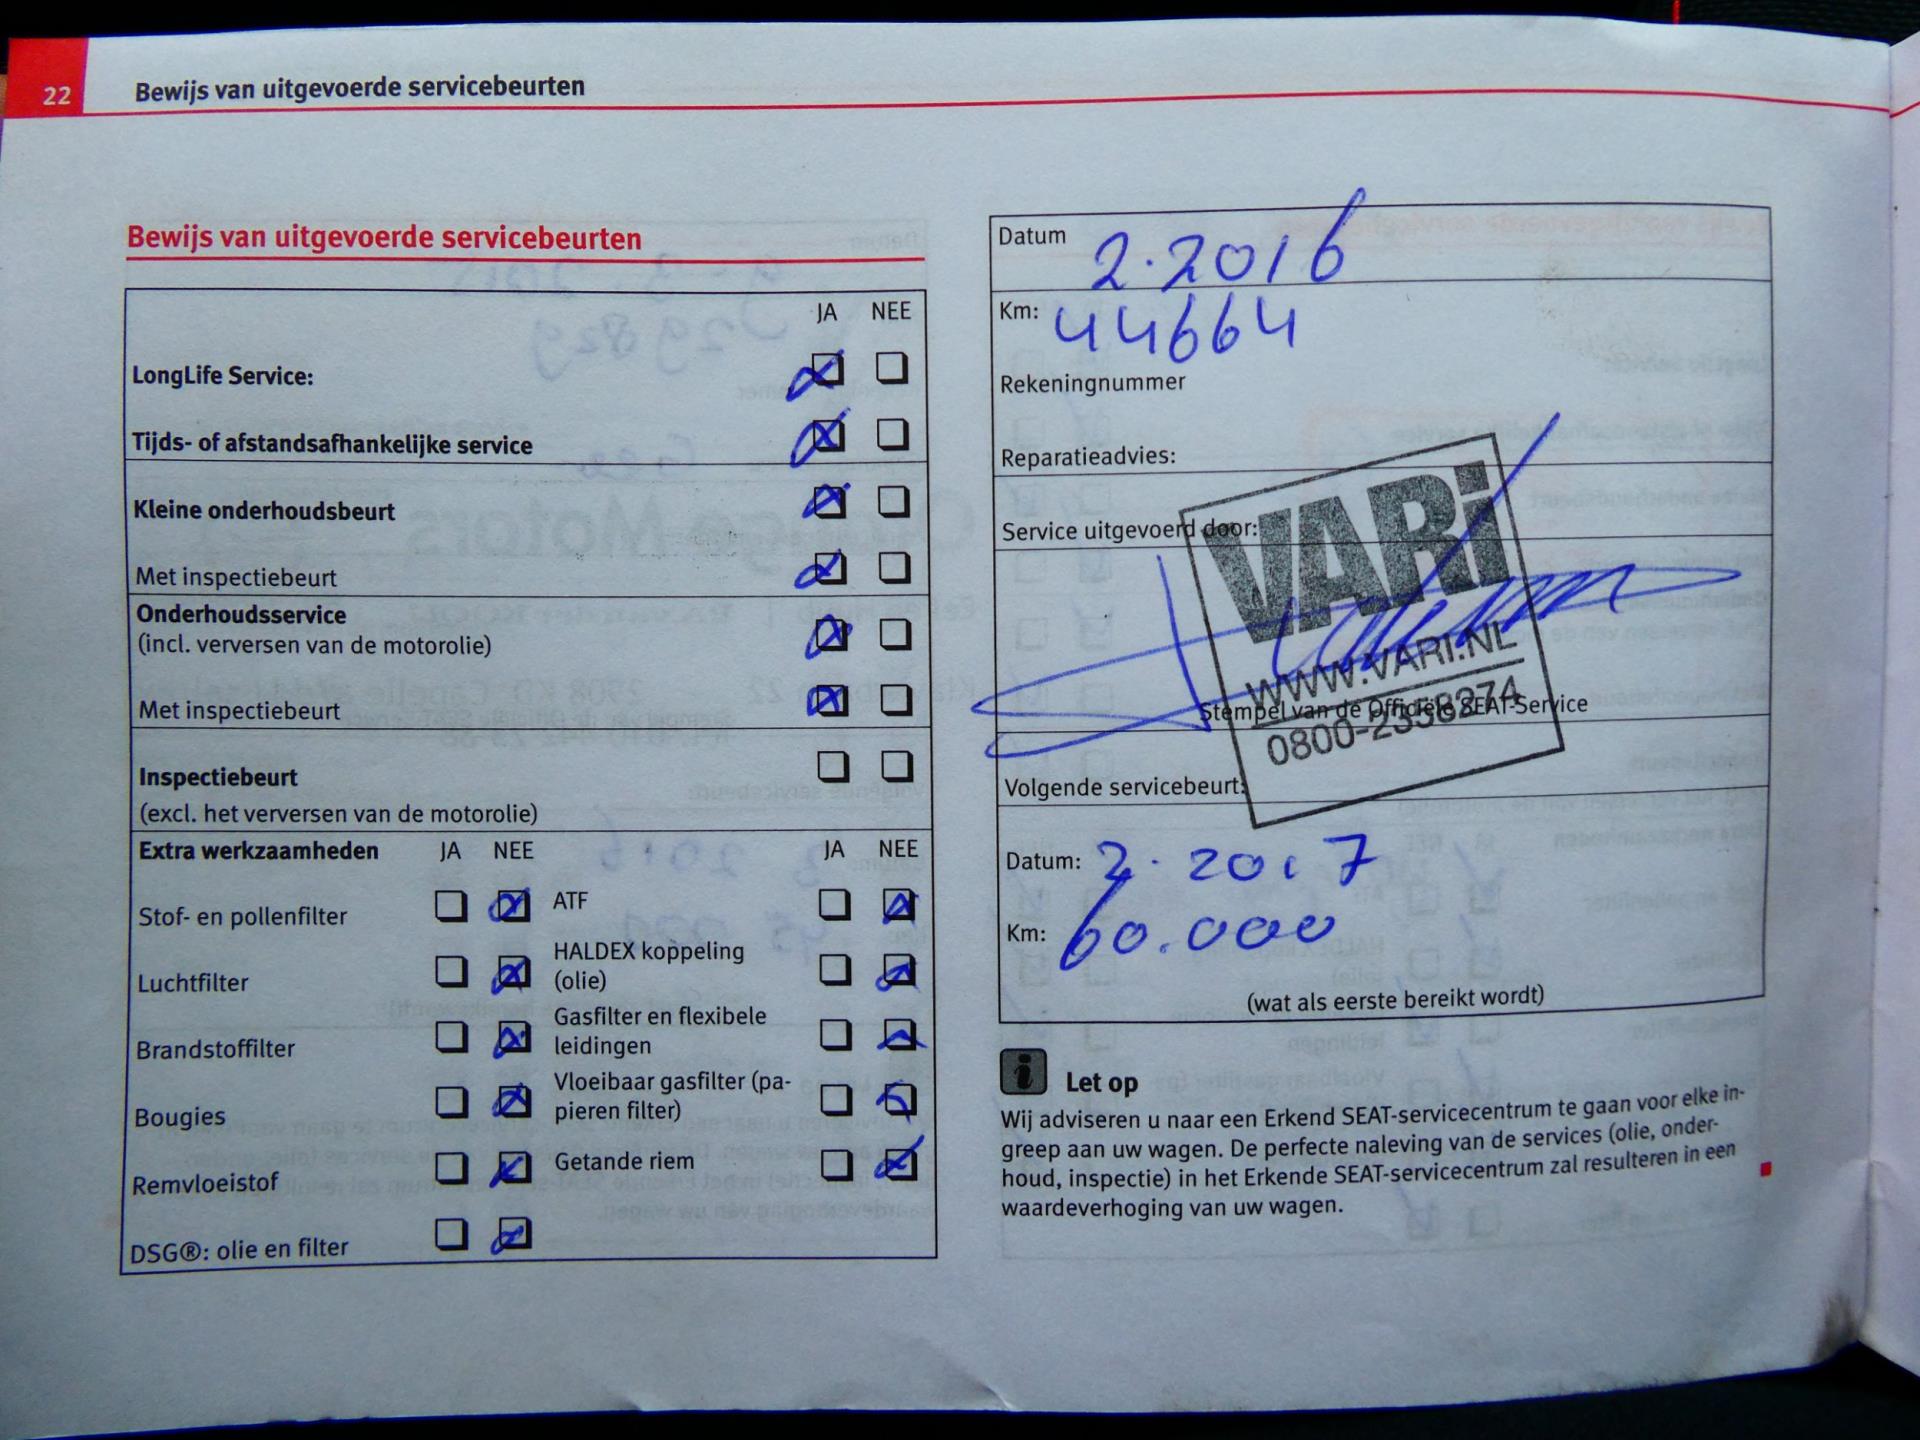 22
Bewijs van uitgevoerde servicebeurten
Bewijs van uitgevoerde servicebeurten
JA NEE
LongLife Service:
Tijds- of afstandsafhankelijke service
Kleine onderhoudsbeurt
Met inspectiebeurt
Onderhoudsservice
(incl. verversen van de motorolie)
Met inspectiebeurt
Inspectiebeurt
(excl. het verversen van de motorolie)
Extra werkzaamheden JA NEE JA NEE
Stof- en pollenfilter
ATF
Luchtfilter
HALDEX koppeling
(olie)
Brandstoffilter
Gasfilter en flexibele
leidingen
Bougies
Vloeibaar gasfilter (pa-
pieren filter)
Remvloeistof
Getande riem
DSG®: olie en filter
Datum 2.2016
Km: 44664
Rekeningnummer
Reparatieadvies:
Service uitgevoerd door:
VARi
WWW.VARI.NL
Stempel van de Officiële SEAT-Service
0800-2358274
Volgende servicebeurt:
Datum: 2.2017
Km: 60.000
(wat als eerste bereikt wordt)
Let op
Wij adviseren u naar een Erkend SEAT-servicecentrum te gaan voor elke in-
greep aan uw wagen. De perfecte naleving van de services (olie, onder-
houd, inspectie) in het Erkende SEAT-servicecentrum zal resulteren in een
waardeverhoging van uw wagen.